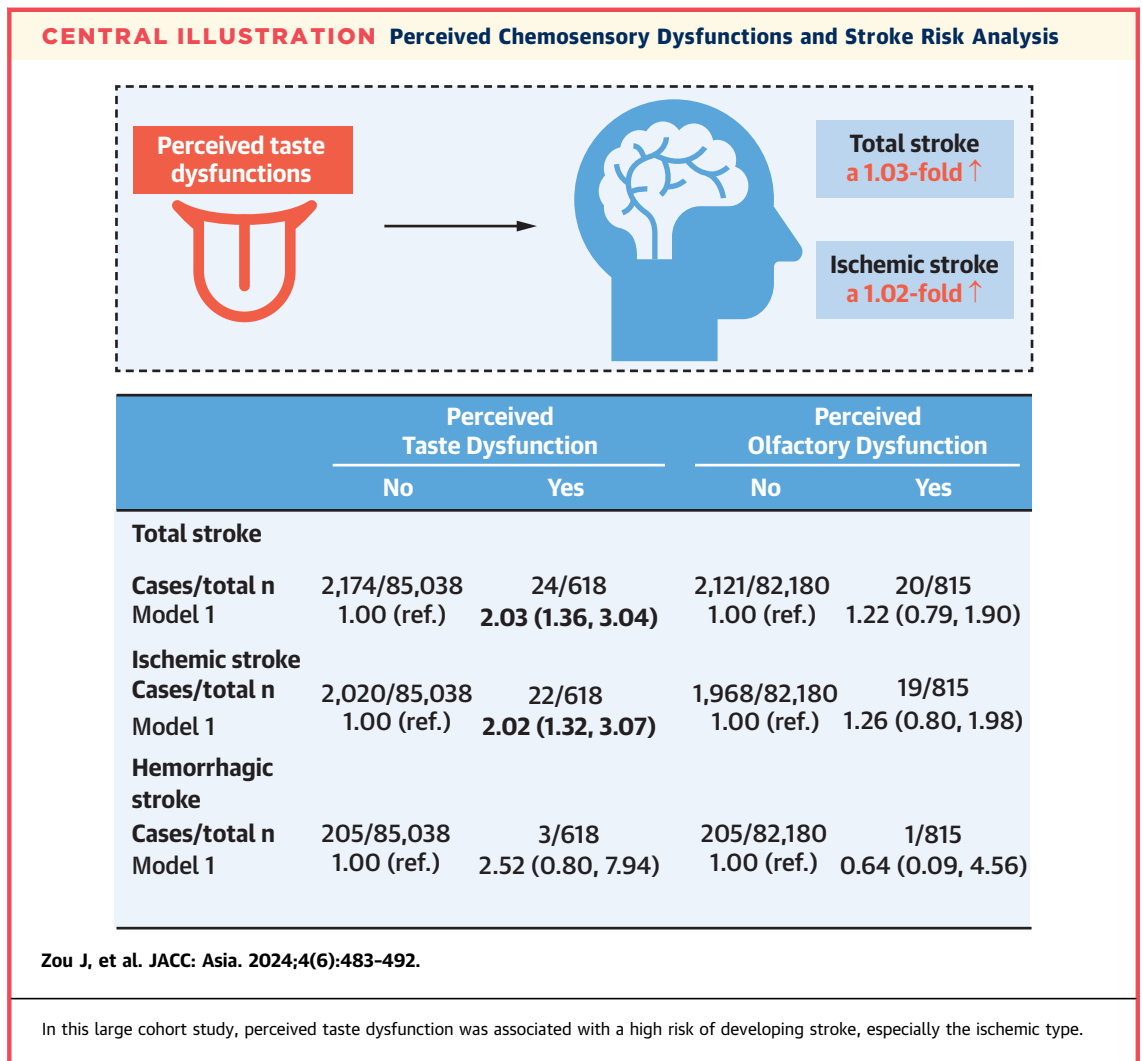 CENTRAL ILLUSTRATION Perceived Chemosensory Dysfunctions and Stroke Risk Analysis
Perceived taste
dysfunctions
Total stroke
a 1.03-fold ↑
Ischemic stroke
a 1.02-fold ↑
Perceived
Taste Dysfunction
Perceived
Olfactory Dysfunction
No Yes No Yes
Total stroke
Cases/total n 2,174/85,038 24/618 2,121/82,180 20/815
Model 1 1.00 (ref.) 2.03 (1.36, 3.04) 1.00 (ref.) 1.22 (0.79, 1.90)
Ischemic stroke
Cases/total n 2,020/85,038 22/618 1,968/82,180 19/815
Model 1 1.00 (ref.) 2.02 (1.32, 3.07) 1.00 (ref.) 1.26 (0.80, 1.98)
Hemorrhagic
stroke
Cases/total n 205/85,038 3/618 205/82,180 1/815
Model 1 1.00 (ref.) 2.52 (0.80, 7.94) 1.00 (ref.) 0.64 (0.09, 4.56)
Zou J, et al. JACC: Asia. 2024;4(6):483–492.
In this large cohort study, perceived taste dysfunction was associated with a high risk of developing stroke, especially the ischemic type.